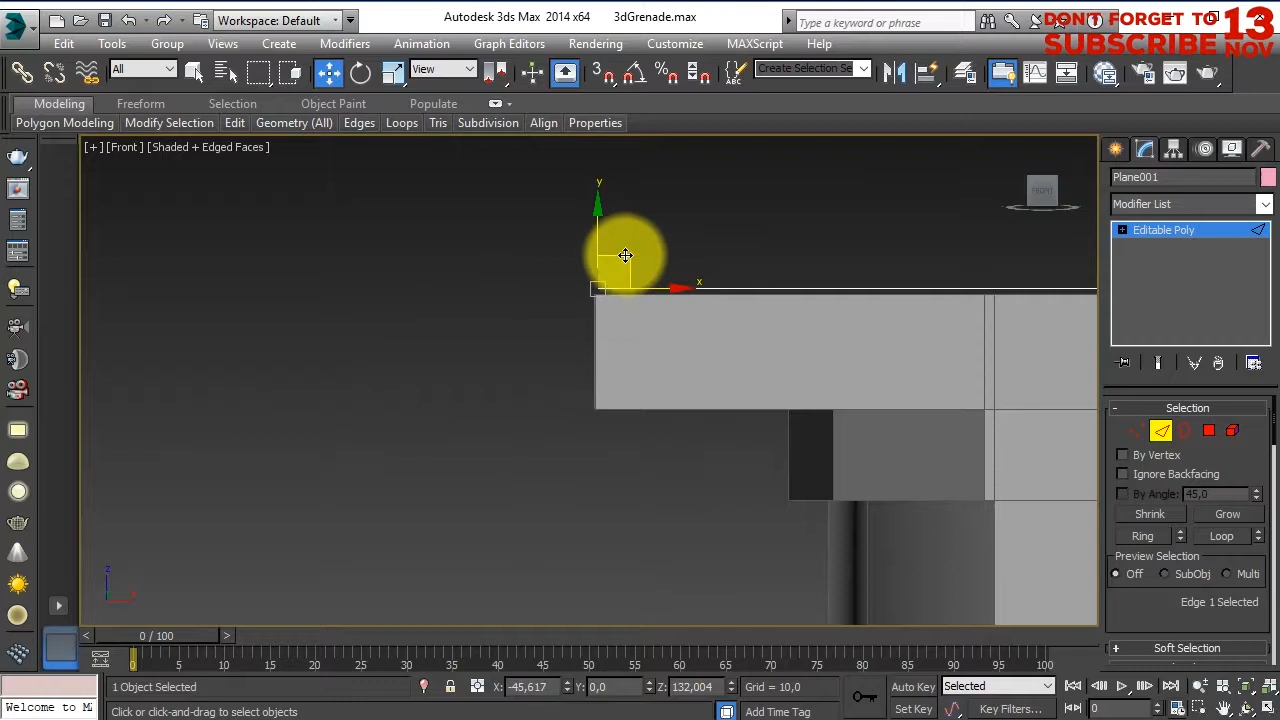 Workspace: Default
Autodesk 3ds Max 2014 x64 3dGrenade.max
Type a keyword or phrase
DON'T FORGET TO 13
SUBSCRIBE NOV
Edit Tools Group Views Create Modifiers Animation Graph Editors Rendering Customize MAXScript Help
All View Create Selection Se
Modeling Freeform Selection Object Paint Populate
Polygon Modeling Modify Selection Edit Geometry (All) Edges Loops Tris Subdivision Align Properties
[+] [Front] [Shaded + Edged Faces]
y
x
FRONT
z
Plane001
Modifier List
Editable Poly
- Selection
By Vertex
Ignore Backfacing
By Angle: 45,0
Shrink Grow
Ring Loop
Preview Selection
Off SubObj Multi
Edge 1 Selected
+ Soft Selection
< 0 / 100 >
0 5 10 15 20 25 30 35 40 45 50 55 60 65 70 75 80 85 90 95 100
1 Object Selected X: -45,617 Y: 0,0 Z: 132,004 Grid = 10,0 Auto Key Selected
Welcome to M Click or click-and-drag to select objects Add Time Tag Set Key Key Filters... 0